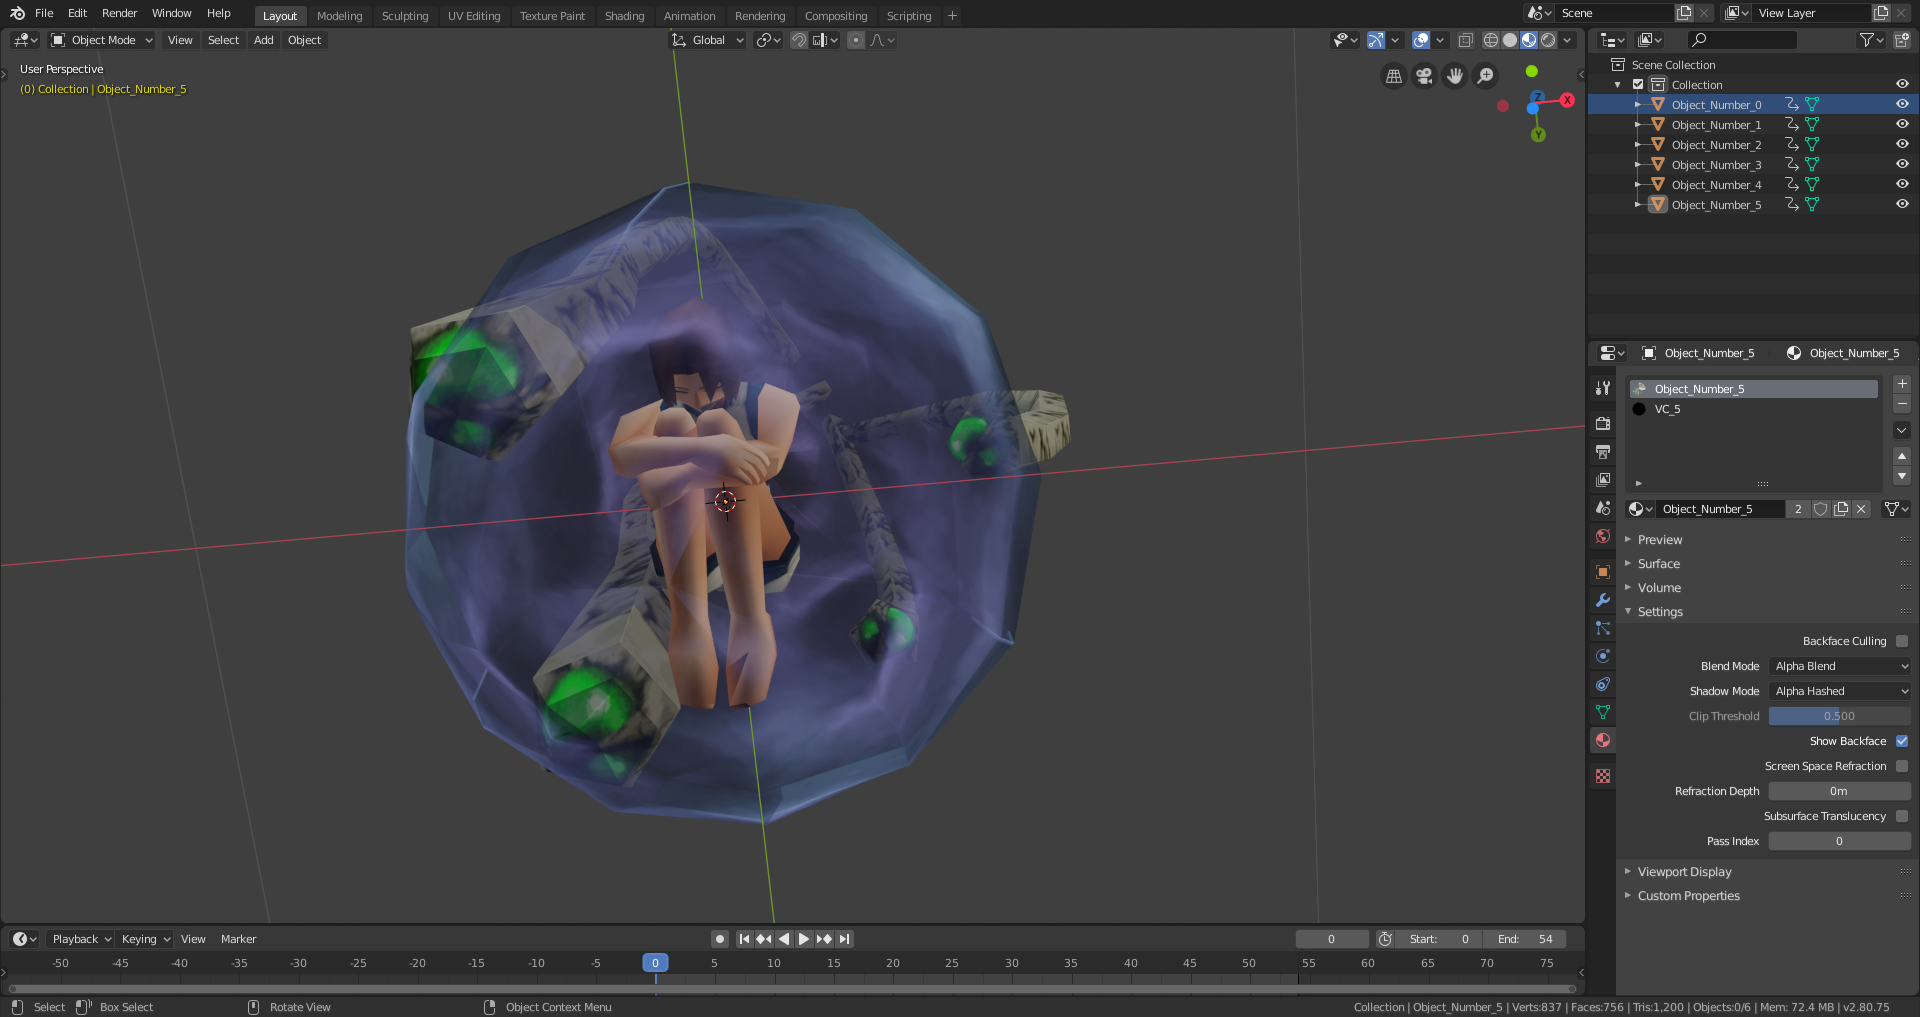 File Edit Render Window Help Layout Modeling Sculpting UV Editing Texture Paint Shading Animation Rendering Compositing Scripting + Scene View Layer
Object Mode View Select Add Object Global
User Perspective
(0) Collection | Object_Number_5
X
Y
Z
Scene Collection
Collection
Object_Number_0
Object_Number_1
Object_Number_2
Object_Number_3
Object_Number_4
Object_Number_5
Object_Number_5 Object_Number_5
Object_Number_5
VC_5
Object_Number_5 2
Preview
Surface
Volume
Settings
Backface Culling
Blend Mode Alpha Blend
Shadow Mode Alpha Hashed
Clip Threshold 0.500
Show Backface
Screen Space Refraction
Refraction Depth 0m
Subsurface Translucency
Pass Index 0
Viewport Display
Custom Properties
Playback Keying View Marker 0 Start: 0 End: 54
-50 -45 -40 -35 -30 -25 -20 -15 -10 -5 0 5 10 15 20 25 30 35 40 45 50 55 60 65 70 75
Select Box Select Rotate View Object Context Menu Collection | Object_Number_5 | Verts:837 | Faces:756 | Tris:1,200 | Objects:0/6 | Mem: 72.4 MB | v2.80.75